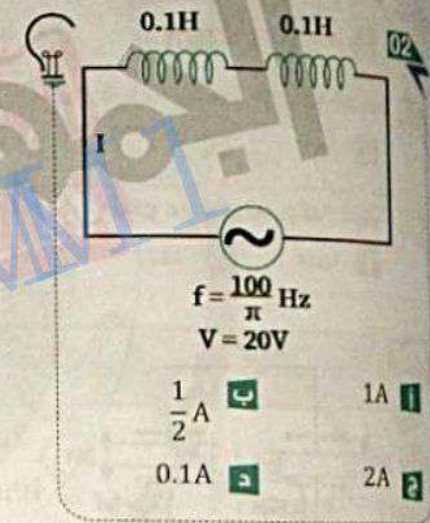 02
0.1H 0.1H
I
f = 100/π Hz
V = 20V
أ 1A
ب 1/2 A
ج 2A
د 0.1A